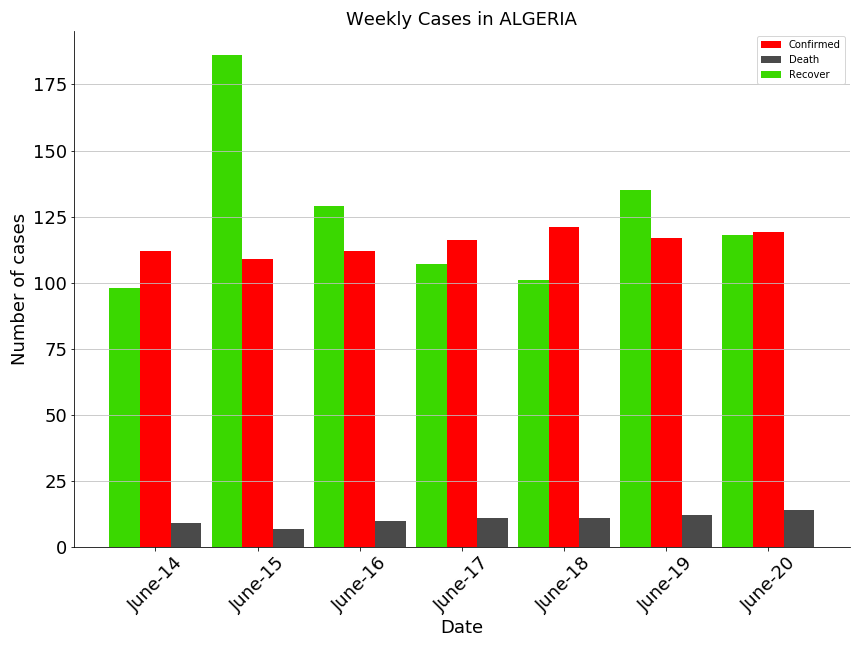 Weekly Cases in ALGERIA
Confirmed
Death
Recover
Number of cases
175
150
125
100
75
50
25
0
June-14
June-15
June-16
June-17
June-18
June-19
June-20
Date